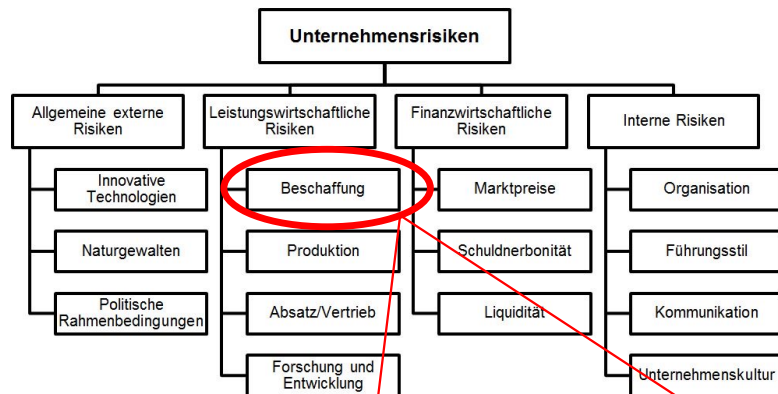 Unternehmensrisiken
Allgemeine externe
Risiken
Innovative
Technologien
Naturgewalten
Politische
Rahmenbedingungen
Leistungswirtschaftliche
Risiken
Beschaffung
Produktion
Absatz/Vertrieb
Forschung und
Entwicklung
Finanzwirtschaftliche
Risiken
Marktpreise
Schuldnerbonität
Liquidität
Interne Risiken
Organisation
Führungsstil
Kommunikation
Unternehmenskultur